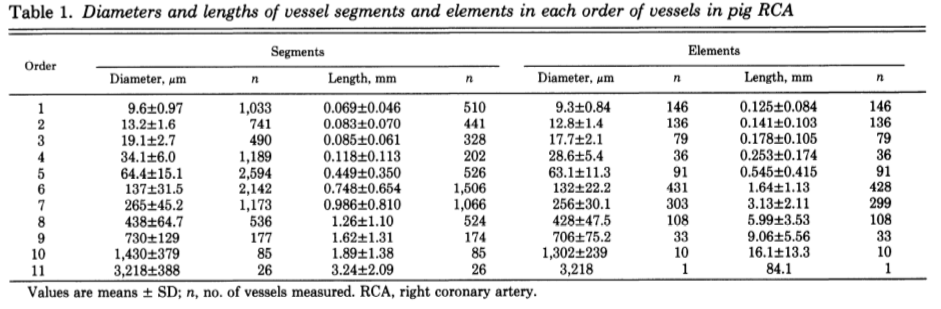 Table 1. Diameters and lengths of vessel segments and elements in each order of vessels in pig RCA
Segments Elements
Order
Diameter, μm n Length, mm n Diameter, μm n Length, mm n
1 9.6±0.97 1,033 0.069±0.046 510 9.3±0.84 146 0.125±0.084 146
2 13.2±1.6 741 0.083±0.070 441 12.8±1.4 136 0.141±0.103 136
3 19.1±2.7 490 0.085±0.061 328 17.7±2.1 79 0.178±0.105 79
4 34.1±6.0 1,189 0.118±0.113 202 28.6±5.4 36 0.253±0.174 36
5 64.4±15.1 2,594 0.449±0.350 526 63.1±11.3 91 0.545±0.415 91
6 137±31.5 2,142 0.748±0.654 1,506 132±22.2 431 1.64±1.13 428
7 265±45.2 1,173 0.986±0.810 1,066 256±30.1 303 3.13±2.11 299
8 438±64.7 536 1.26±1.10 524 428±47.5 108 5.99±3.53 108
9 730±129 177 1.62±1.31 174 706±75.2 33 9.06±5.56 33
10 1,430±379 85 1.89±1.38 85 1,302±239 10 16.1±13.3 10
11 3,218±388 26 3.24±2.09 26 3,218 1 84.1 1
Values are means ± SD; n, no. of vessels measured. RCA, right coronary artery.